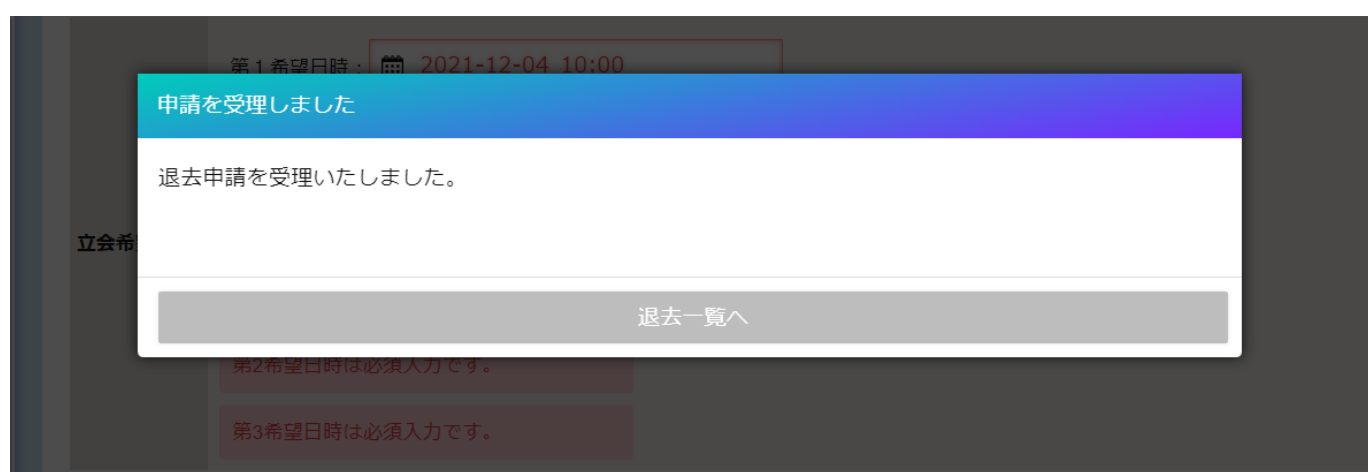 第１希望日時： 2021-12-04 10:00
申請を受理しました
退去申請を受理いたしました。
立会希
退去一覧へ
第2希望日時は必須入力です。
第3希望日時は必須入力です。